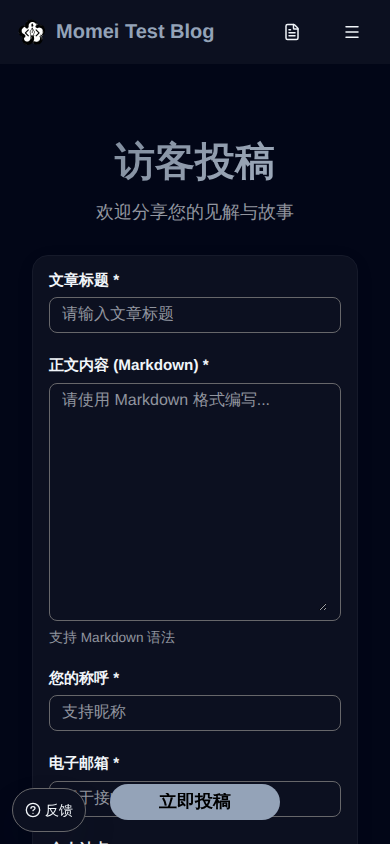 Momei Test Blog
访客投稿
欢迎分享您的见解与故事
文章标题 *
请输入文章标题
正文内容 (Markdown) *
请使用 Markdown 格式编写...
支持 Markdown 语法
您的称呼 *
支持昵称
电子邮箱 *
于接
反馈
立即投稿